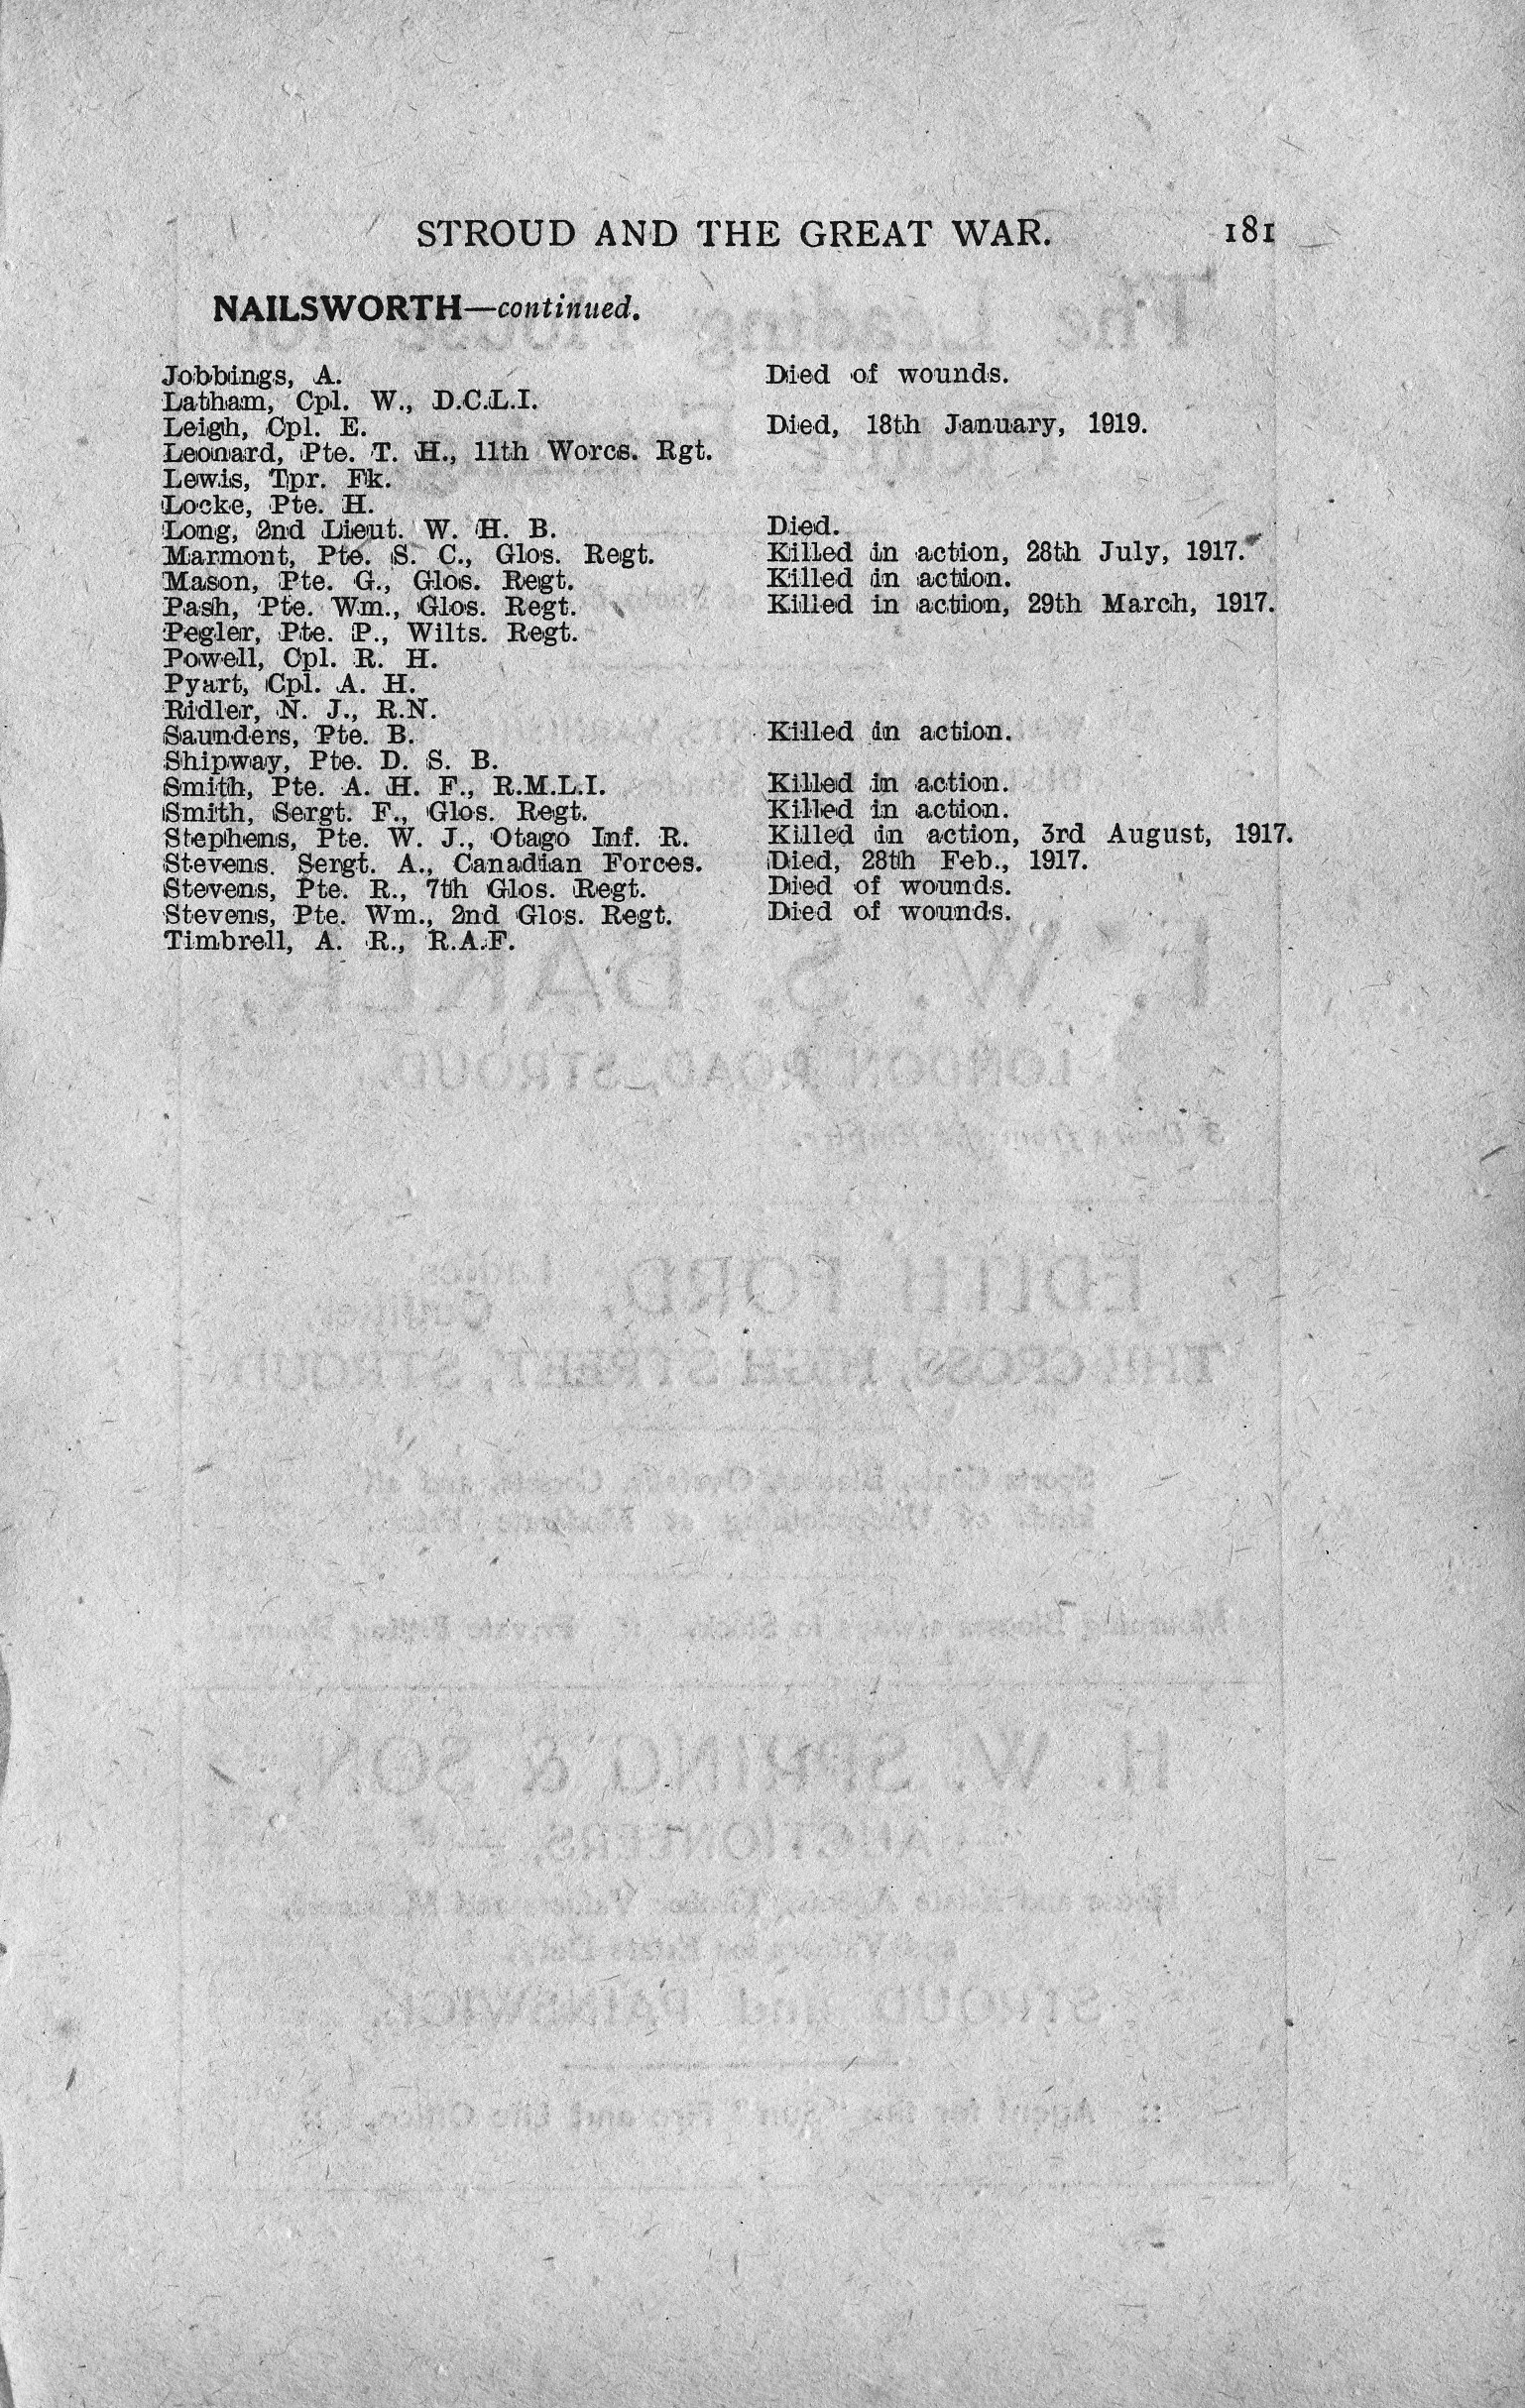 STROUD AND THE GREAT WAR. 181
NAILSWORTH—continued.
Jobbings, A. Died of wounds.
Latham, Cpl. W., D.C.L.I.
Leigh, Cpl. E. Died, 18th January, 1919.
Leonard, Pte. T. H., 11th Worcs. Rgt.
Lewis, Tpr. Fk.
Locke, Pte. H.
Long, 2nd Lieut. W. H. B. Died.
Marmont, Pte. S. C., Glos. Regt. Killed in action, 28th July, 1917.
Mason, Pte. G., Glos. Regt. Killed in action.
Pash, Pte. Wm., Glos. Regt. Killed in action, 29th March, 1917.
Pegler, Pte. P., Wilts. Regt.
Powell, Cpl. R. H.
Pyart, Cpl. A. H.
Ridler, N. J., R.N.
Saunders, Pte. B. Killed in action.
Shipway, Pte. D. S. B.
Smith, Pte. A. H. F., R.M.L.I. Killed in action.
Smith, Sergt. F., Glos. Regt. Killed in action.
Stephens, Pte. W. J., Otago Inf. R. Killed in action, 3rd August, 1917.
Stevens. Sergt. A., Canadian Forces. Died, 28th Feb., 1917.
Stevens, Pte. R., 7th Glos. Regt. Died of wounds.
Stevens, Pte. Wm., 2nd Glos. Regt. Died of wounds.
Timbrell, A. R., R.A.F.